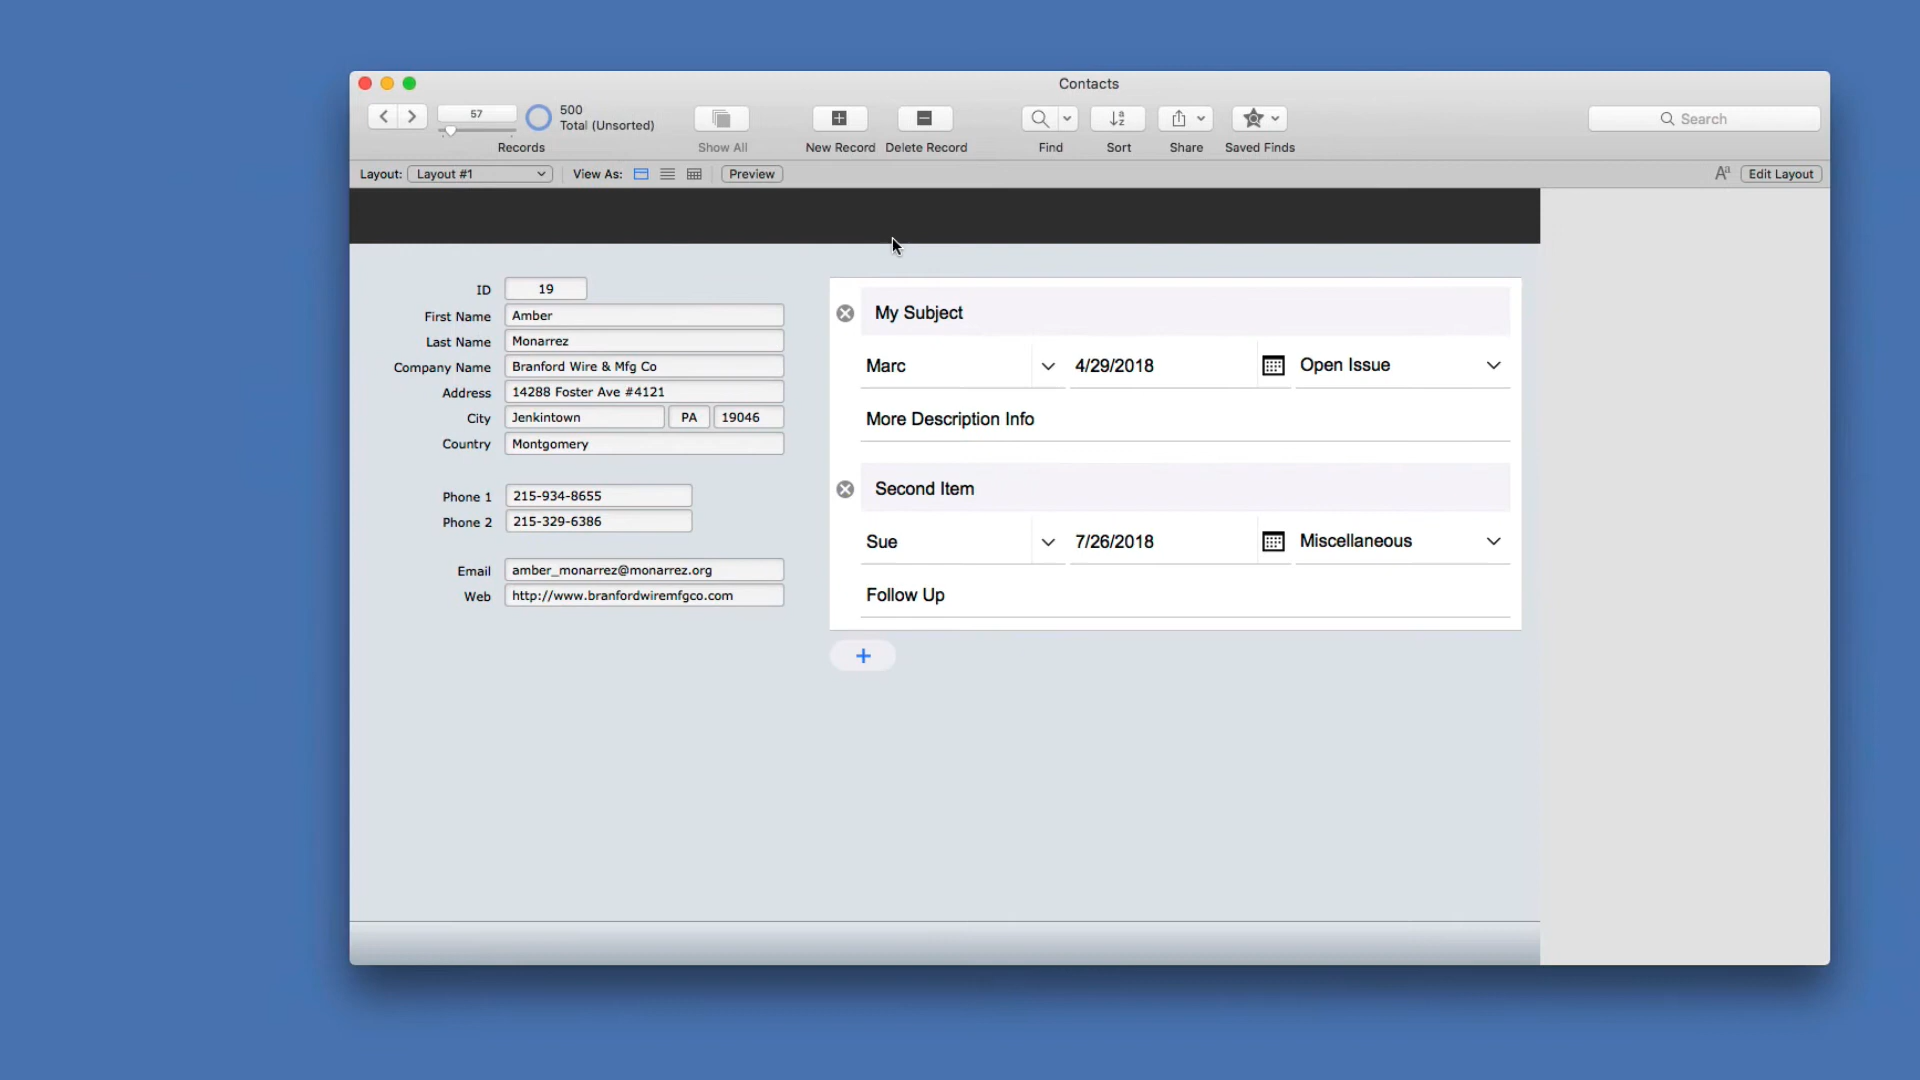 Contacts
57
500
Total (Unsorted)
Search
Records
Show All
New Record
Delete Record
Find
Sort
Share
Saved Finds
Layout: Layout #1 View As: Preview
Aa Edit Layout
ID 19
First Name Amber
Last Name Monarrez
Company Name Branford Wire & Mfg Co
Address 14288 Foster Ave #4121
City Jenkintown PA 19046
Country Montgomery
Phone 1 215-934-8655
Phone 2 215-329-6386
Email amber_monarrez@monarrez.org
Web http://www.branfordwiremfgco.com
My Subject
Marc 4/29/2018 Open Issue
More Description Info
Second Item
Sue 7/26/2018 Miscellaneous
Follow Up
+